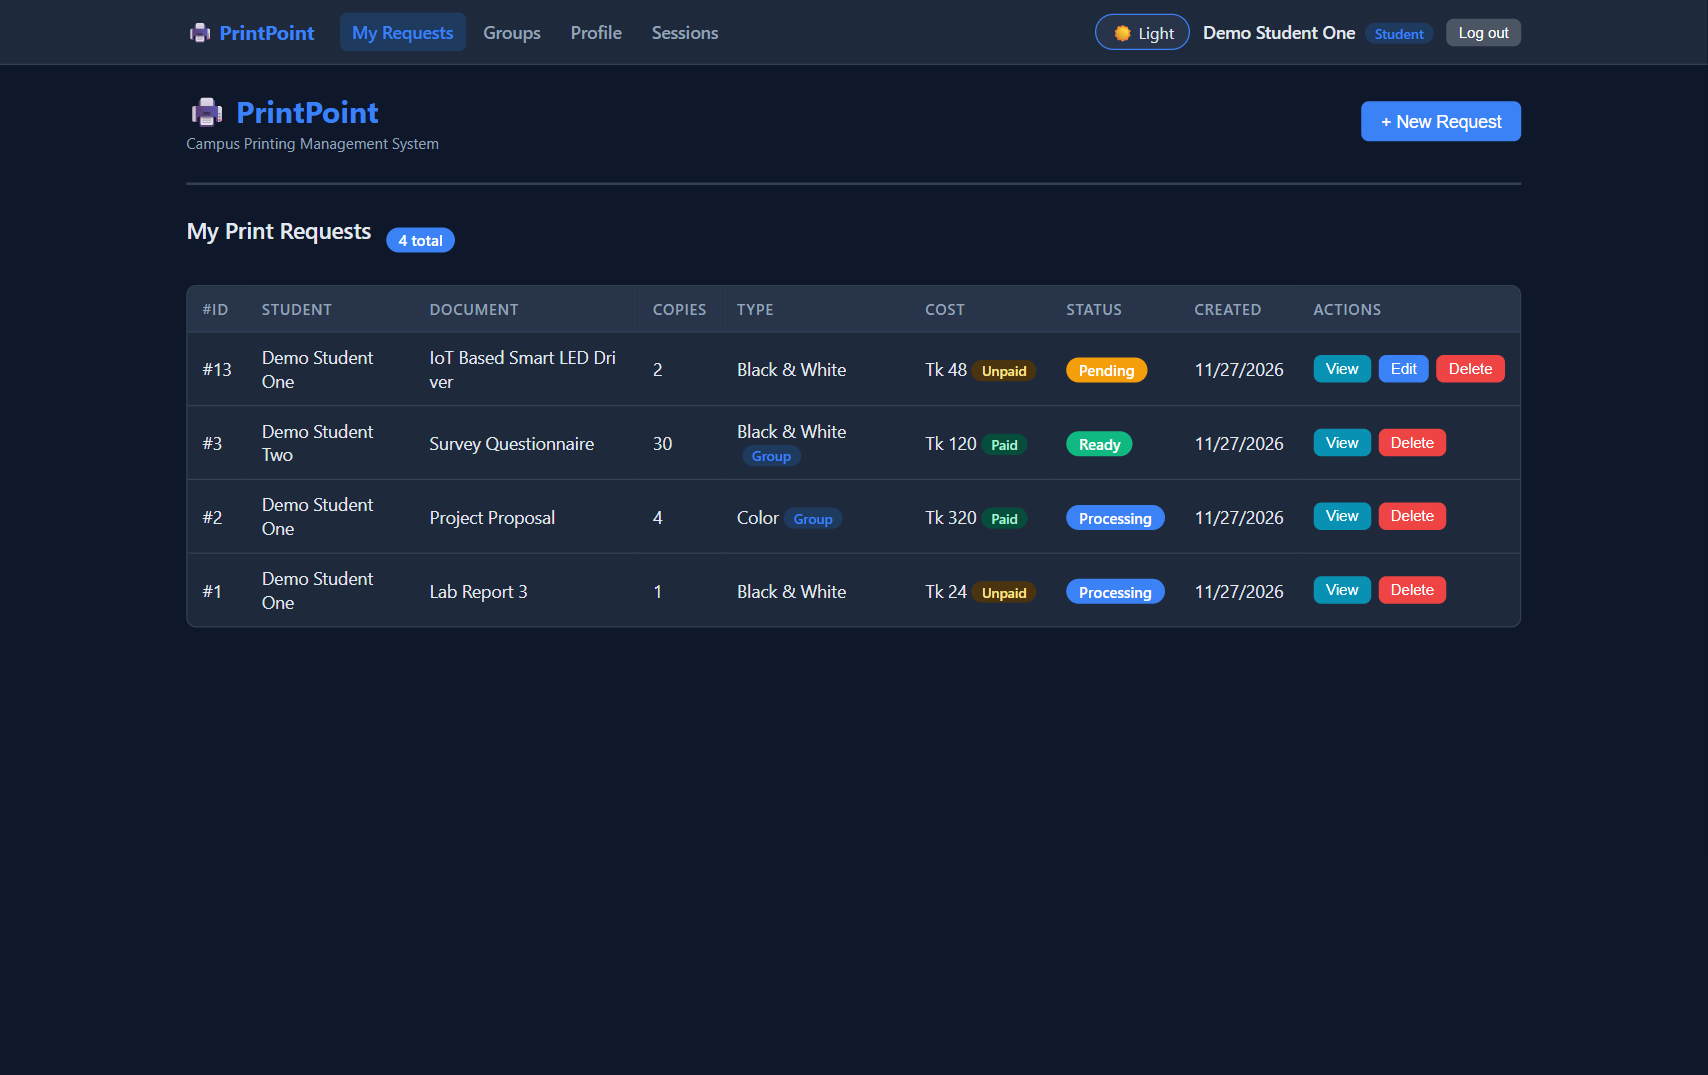 PrintPoint My Requests Groups Profile Sessions Light Demo Student One Student Log out
PrintPoint
Campus Printing Management System
+ New Request
My Print Requests 4 total
#ID STUDENT DOCUMENT COPIES TYPE COST STATUS CREATED ACTIONS
#13 Demo Student One IoT Based Smart LED Dri ver 2 Black & White Tk 48 Unpaid Pending 11/27/2026 View Edit Delete
#3 Demo Student Two Survey Questionnaire 30 Black & White Group Tk 120 Paid Ready 11/27/2026 View Delete
#2 Demo Student One Project Proposal 4 Color Group Tk 320 Paid Processing 11/27/2026 View Delete
#1 Demo Student One Lab Report 3 1 Black & White Tk 24 Unpaid Processing 11/27/2026 View Delete